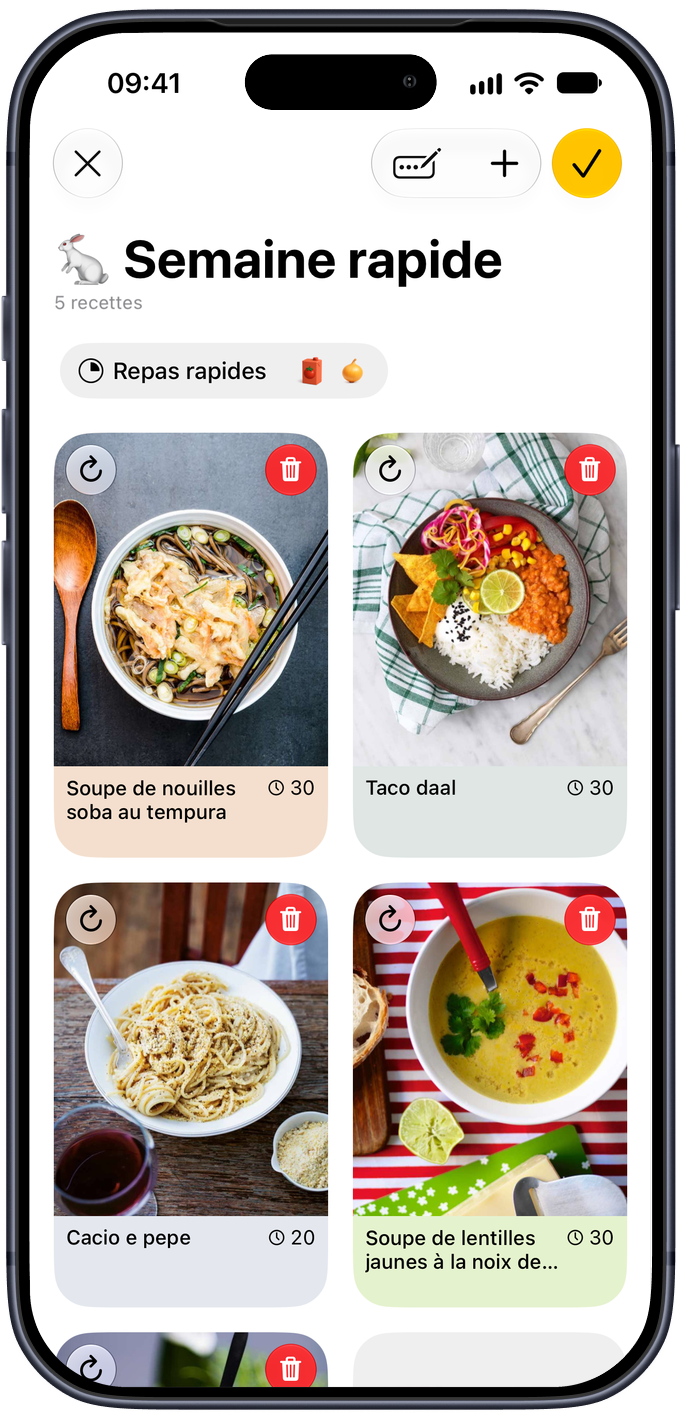 09:41
Semaine rapide
5 recettes
Repas rapides
Soupe de nouilles
soba au tempura
30
Taco daal
30
Cacio e pepe
20
Soupe de lentilles
jaunes à la noix de...
30